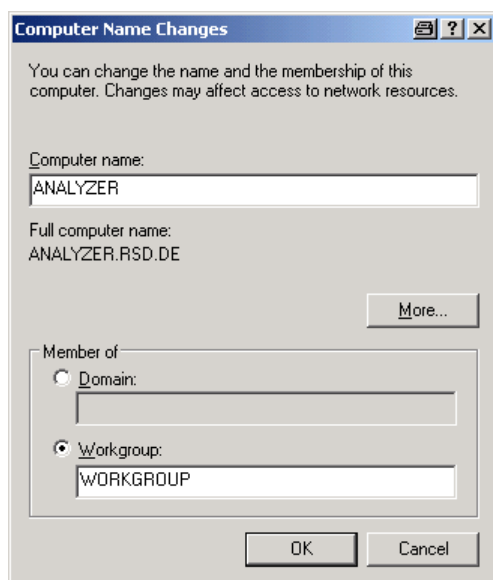 Computer Name Changes
You can change the name and the membership of this
computer. Changes may affect access to network resources.
Computer name:
ANALYZER
Full computer name:
ANALYZER.RSD.DE
More...
Member of
Domain:
Workgroup:
WORKGROUP
OK Cancel